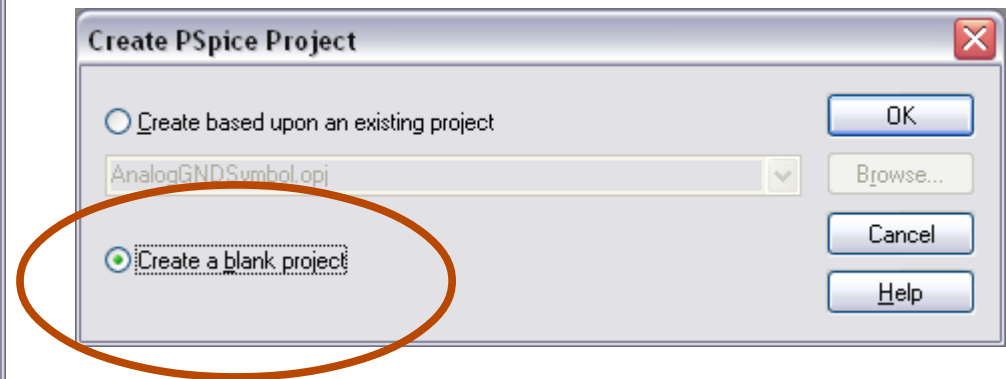 Create PSpice Project
Create based upon an existing project
OK
AnalogGNDSymbol.opj
Browse...
Cancel
Create a blank project
Help